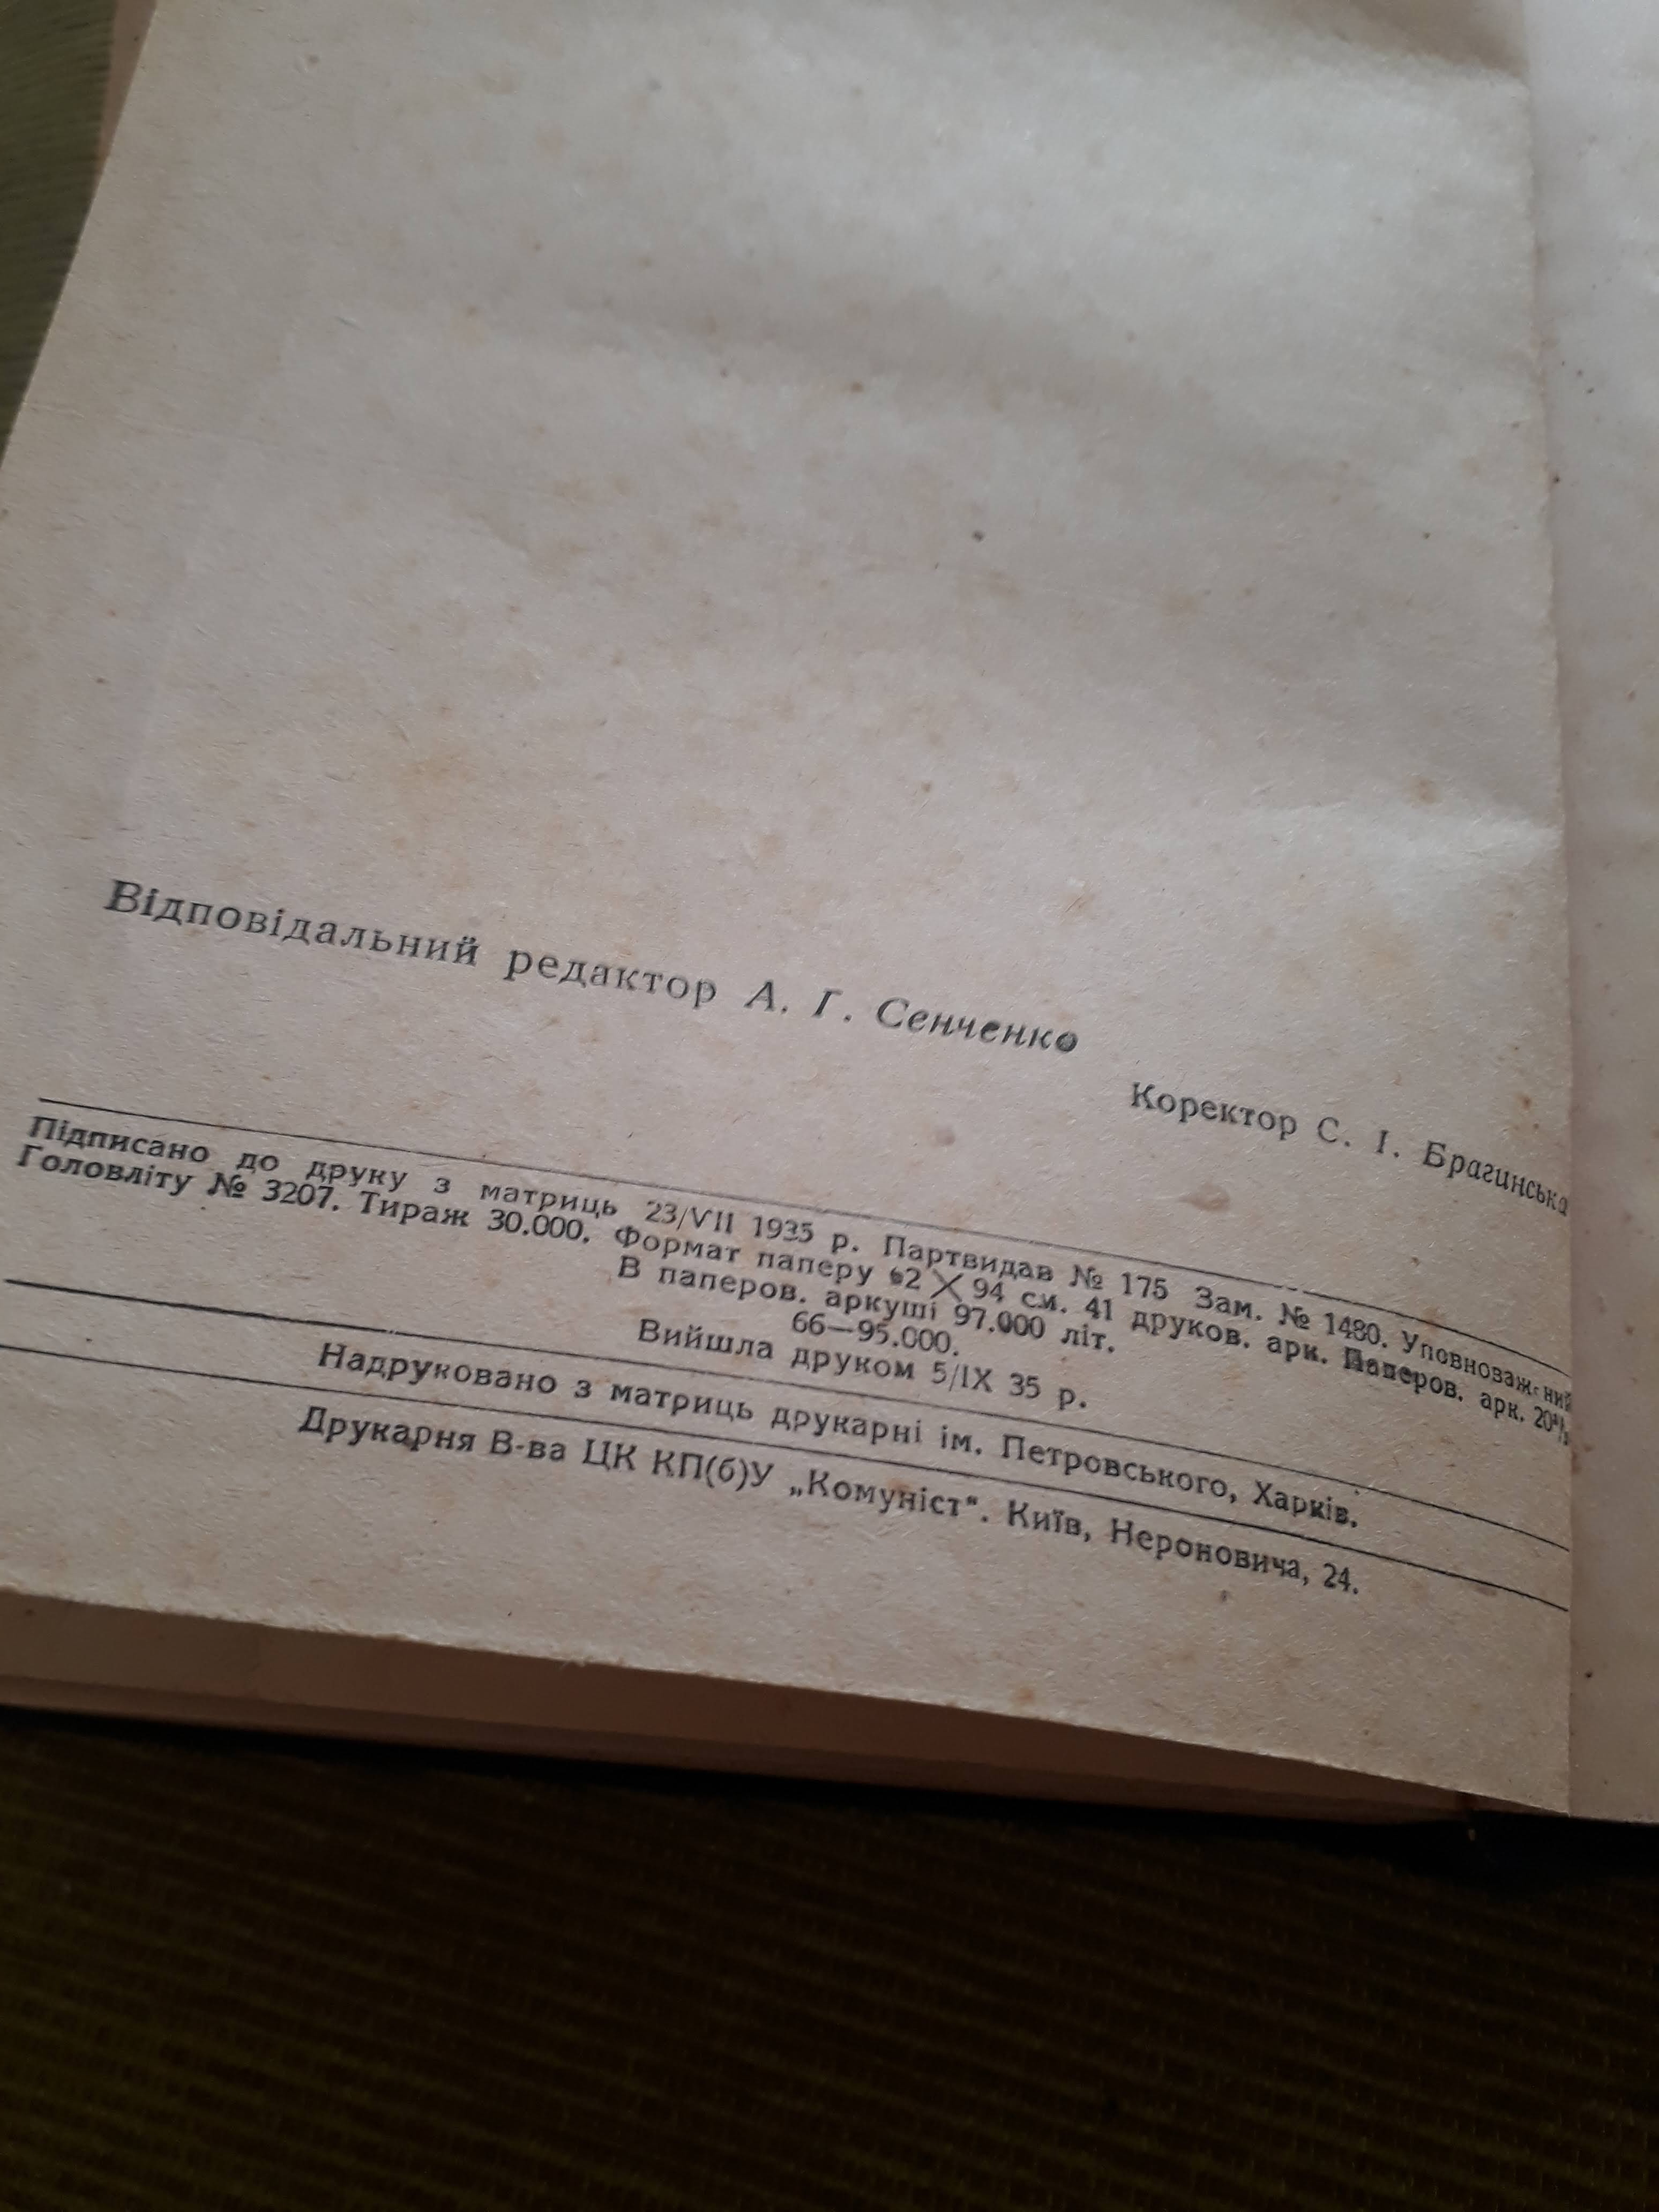 Відповідальний редактор А. Г. Сенченко
Коректор С. І. Брагинська
Підписано до друку з матриць 23/VII 1935 р. Партвидав № 175 Зам. № 1480. Уповноважений
Головліту № 3207. Тираж 30.000. Формат паперу 62 × 94 см. 41 друков. арк. Паперов. арк.
В паперов. аркуші 97.000 літ.
66—95.000.
Вийшла друком 5/IX 35 р.
Надруковано з матриць друкарні ім. Петровського, Харків.
Друкарня В-ва ЦК КП(б)У „Комуніст“. Київ, Нероновича, 24.